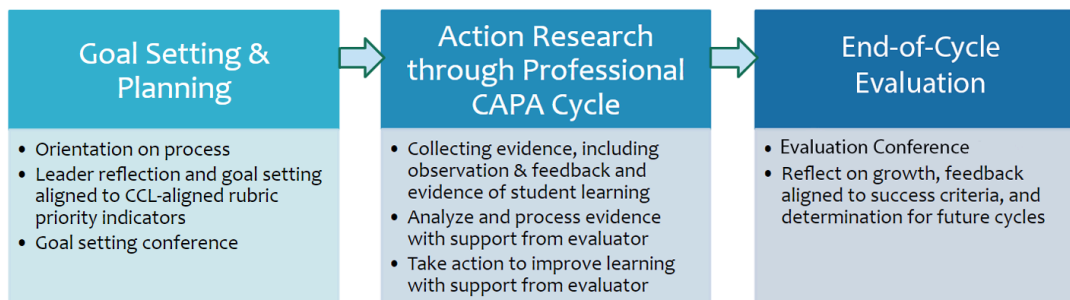 Goal Setting &
Planning
• Orientation on process
• Leader reflection and goal setting
aligned to CCL-aligned rubric
priority indicators
• Goal setting conference
Action Research
through Professional
CAPA Cycle
• Collecting evidence, including
observation & feedback and
evidence of student learning
• Analyze and process evidence
with support from evaluator
• Take action to improve learning
with support from evaluator
End-of-Cycle
Evaluation
• Evaluation Conference
• Reflect on growth, feedback
aligned to success criteria, and
determination for future cycles